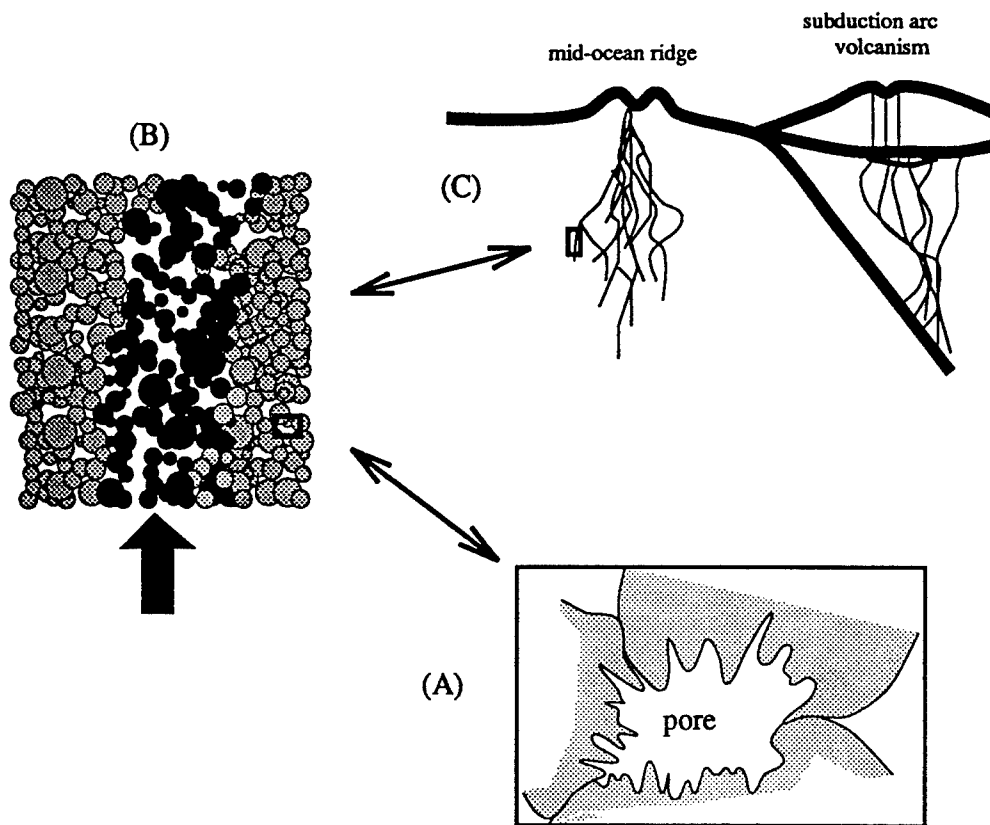 subduction arc
volcanism
mid-ocean ridge
(B)
(C)
(A)
pore